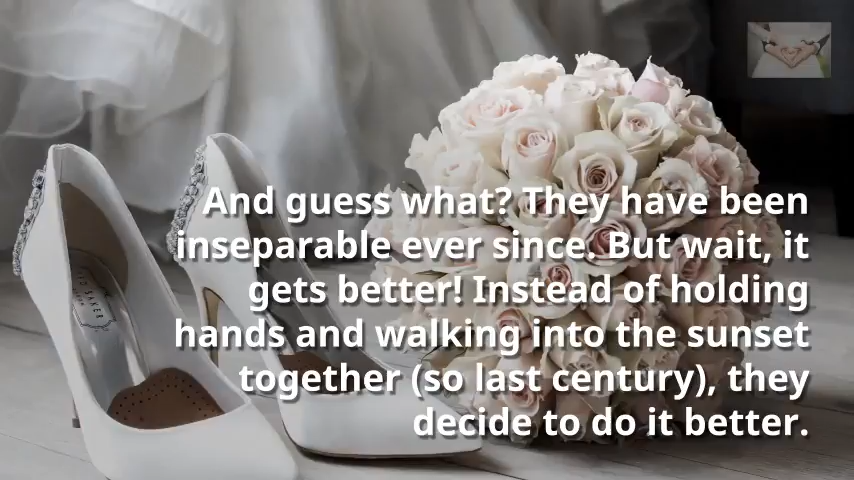 And guess what? They have been
inseparable ever since. But wait, it
gets better! Instead of holding
hands and walking into the sunset
together (so last century), they
decide to do it better.
BAKER